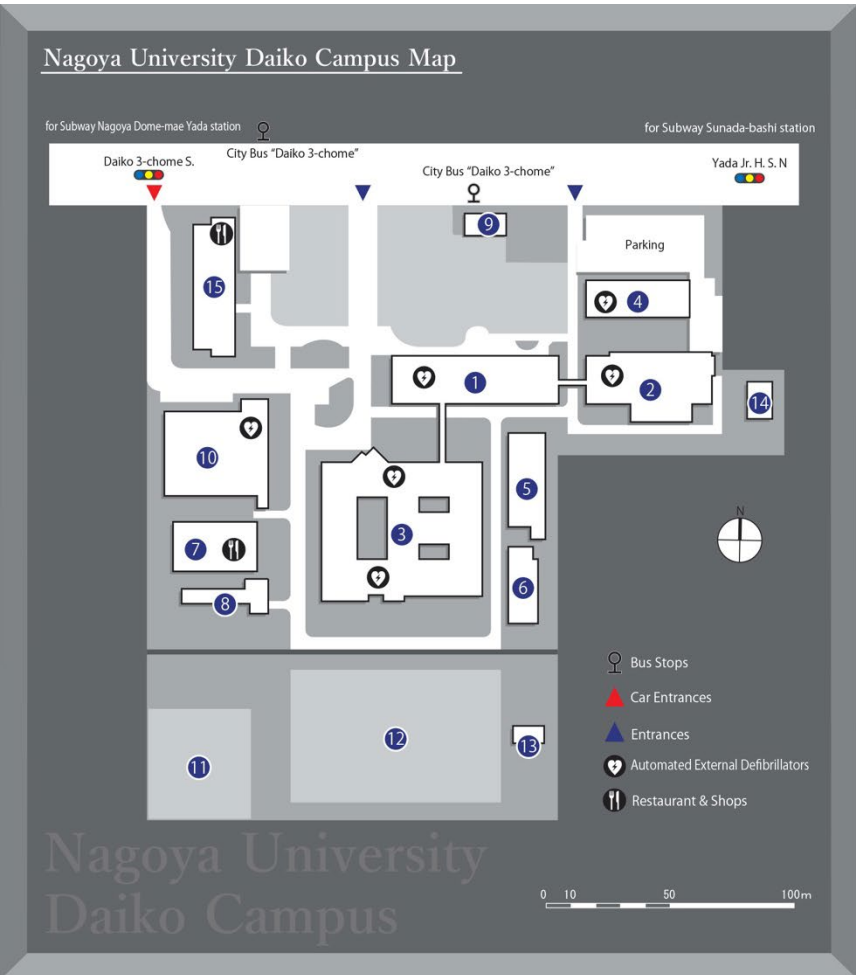 Nagoya University Daiko Campus Map
for Subway Nagoya Dome-mae Yada station
for Subway Sunada-bashi station
City Bus “Daiko 3-chome”
Daiko 3-chome S.
City Bus “Daiko 3-chome”
Yada Jr. H. S. N
9
Parking
15
4
1
2
14
10
5
N
3
7
6
8
Bus Stops
Car Entrances
Entrances
Automated External Defibrillators
Restaurant & Shops
11
12
13
Nagoya University
Daiko Campus
0 10 50 100m